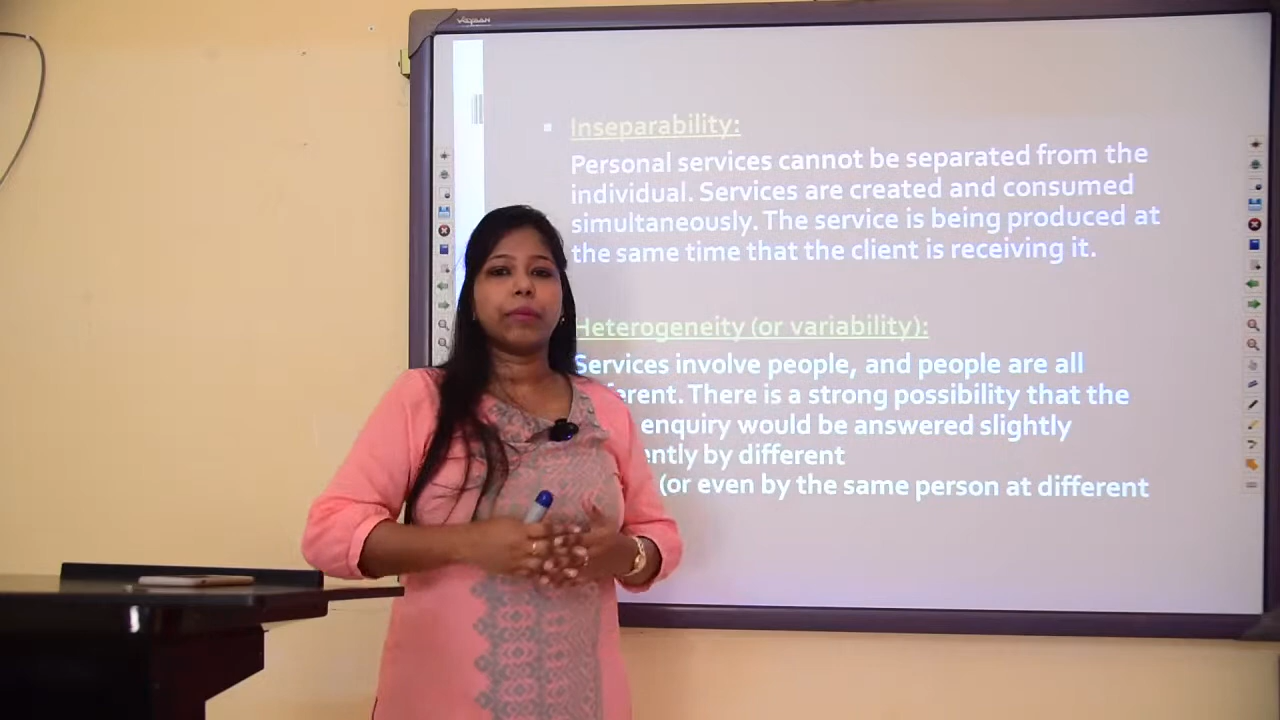 Inseparability:
Personal services cannot be separated from the
individual. Services are created and consumed
simultaneously. The service is being produced at
the same time that the client is receiving it.
Heterogeneity (or variability):
Services involve people, and people are all
There is a strong possibility that the
enquiry would be answered slightly
by different
(or even by the same person at different